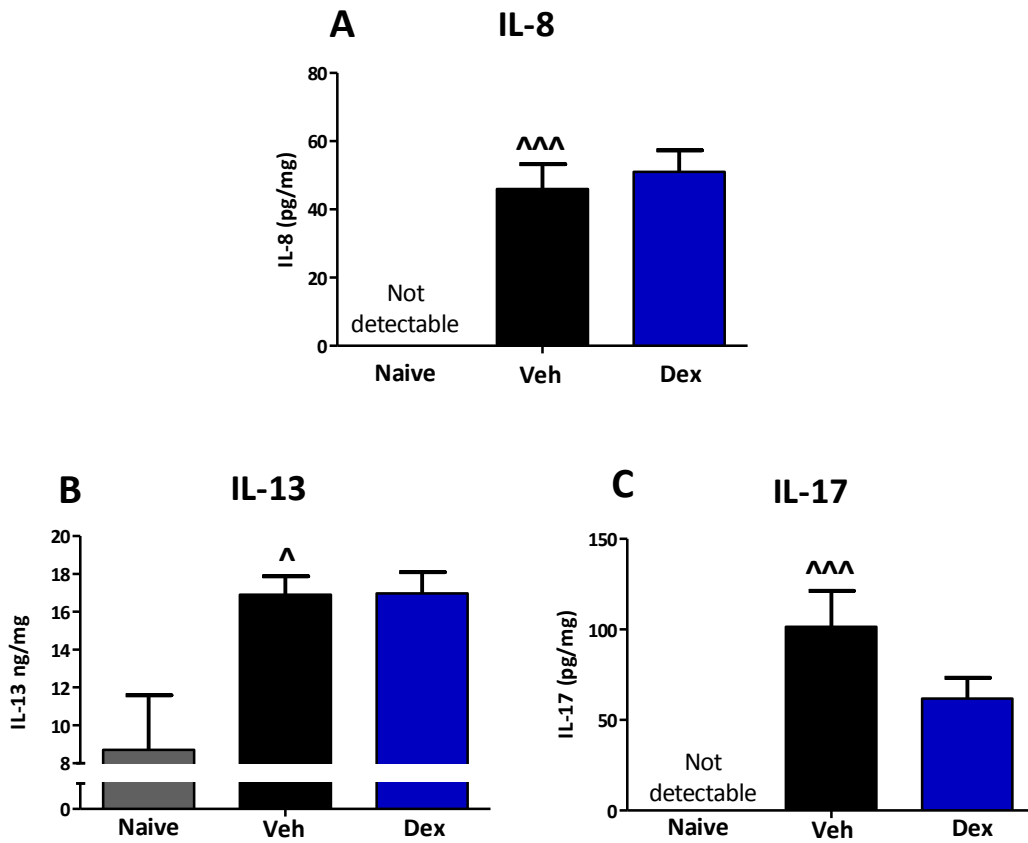 A
IL-8
IL-8 (pg/mg)
80
60
40
20
0
^^^
Not
detectable
Naive
Veh
Dex
B
IL-13
IL-13 ng/mg
20
18
16
14
12
10
8
0
^
Naive
Veh
Dex
C
IL-17
IL-17 (pg/mg)
150
100
50
0
^^^
Not
detectable
Naive
Veh
Dex